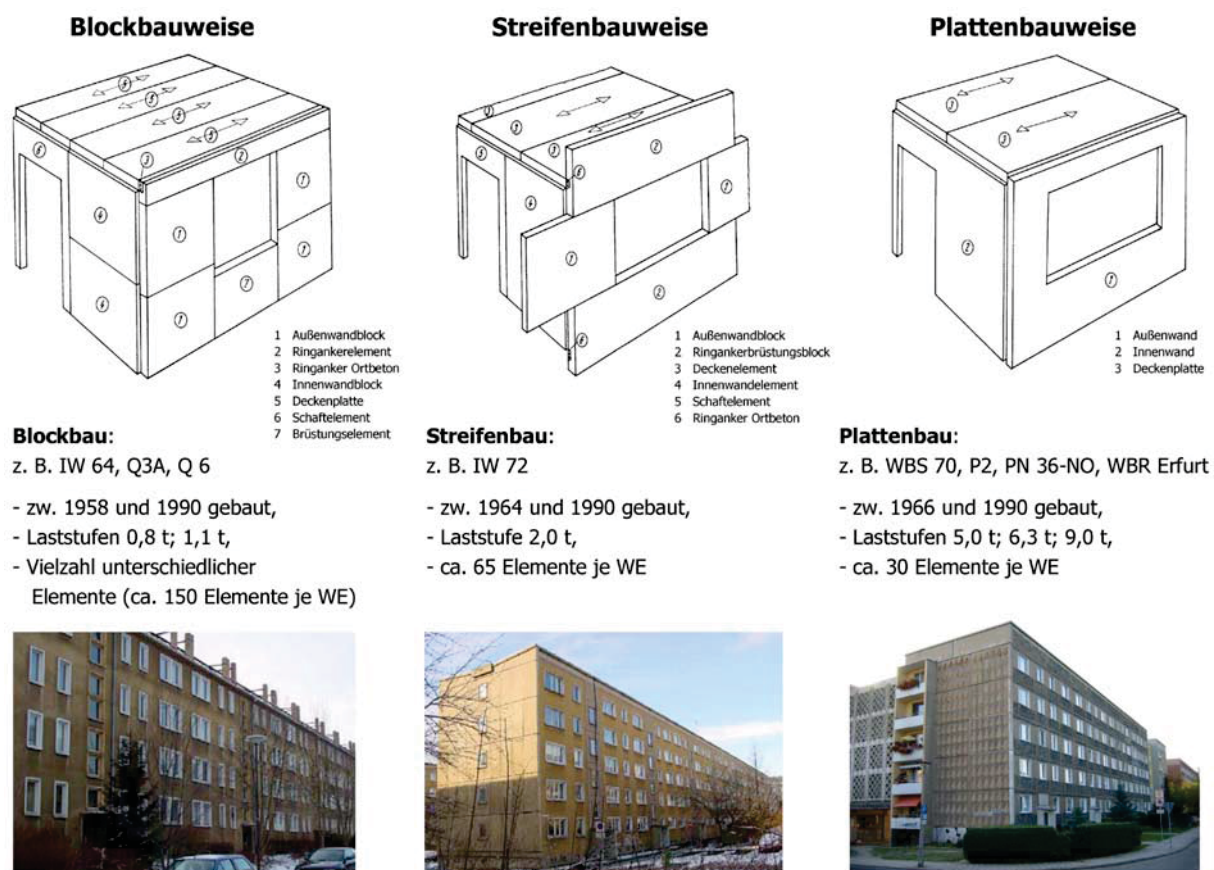 Blockbauweise
1 Außenwandblock
2 Ringankerelement
3 Ringanker Ortbeton
4 Innenwandblock
5 Deckenplatte
6 Schaftelement
7 Brüstungselement
Blockbau:
z. B. IW 64, Q3A, Q 6
- zw. 1958 und 1990 gebaut,
- Laststufen 0,8 t; 1,1 t,
- Vielzahl unterschiedlicher
Elemente (ca. 150 Elemente je WE)
Streifenbauweise
1 Außenwandblock
2 Ringankerbrüstungsblock
3 Deckenelement
4 Innenwandelement
5 Schaftelement
6 Ringanker Ortbeton
Streifenbau:
z. B. IW 72
- zw. 1964 und 1990 gebaut,
- Laststufe 2,0 t,
- ca. 65 Elemente je WE
Plattenbauweise
3
3
2
1
1 Außenwand
2 Innenwand
3 Deckenplatte
Plattenbau:
z. B. WBS 70, P2, PN 36-NO, WBR Erfurt
- zw. 1966 und 1990 gebaut,
- Laststufen 5,0 t; 6,3 t; 9,0 t,
- ca. 30 Elemente je WE